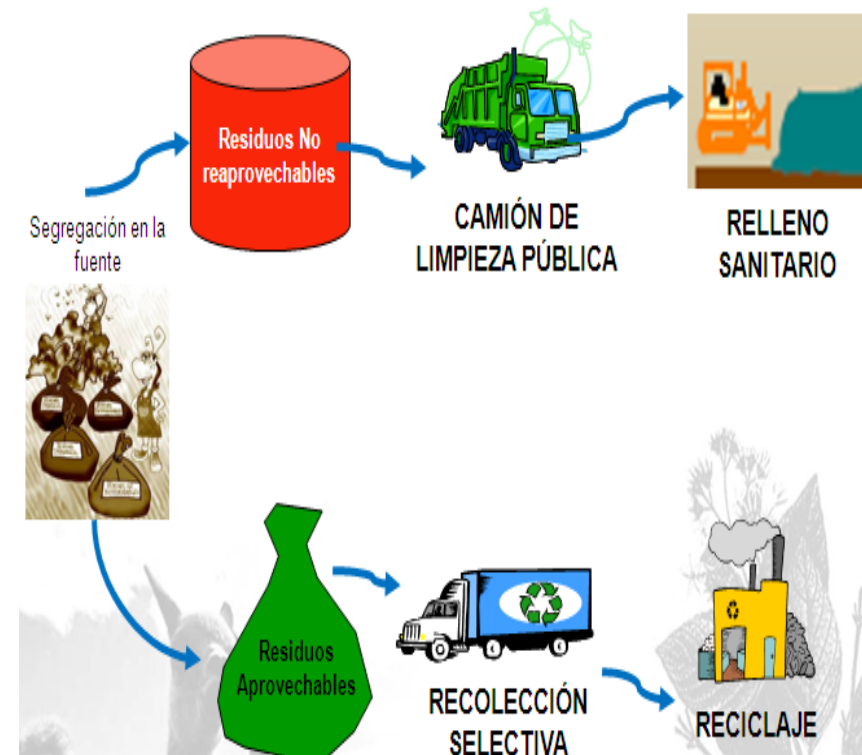 Segregación en la
fuente
Residuos No
reaprovechables
CAMIÓN DE
LIMPIEZA PÚBLICA
RELLENO
SANITARIO
Residuos
Aprovechables
RECOLECCIÓN
SELECTIVA
RECICLAJE